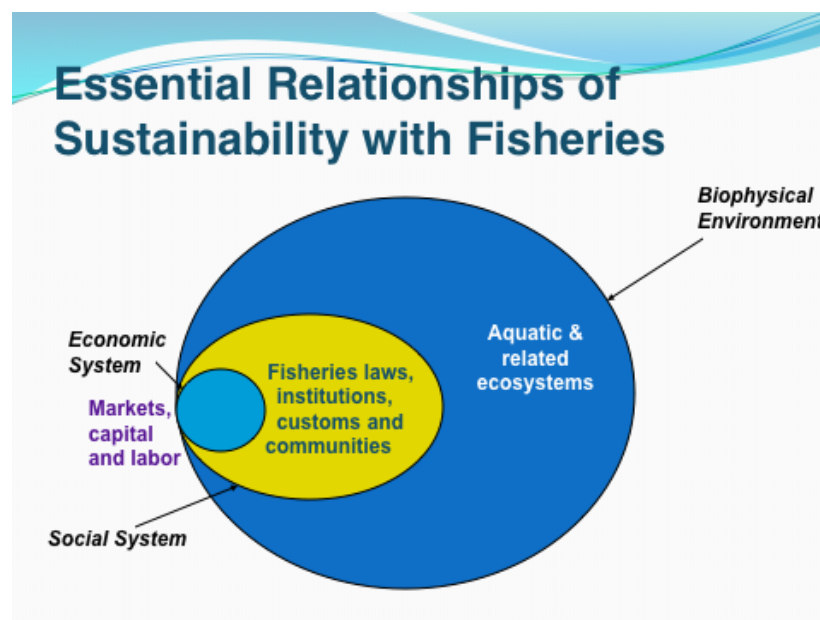 Essential Relationships of
Sustainability with Fisheries
Biophysical
Environment
Economic
System
Aquatic &
related
ecosystems
Fisheries laws,
institutions,
customs and
communities
Markets,
capital
and labor
Social System